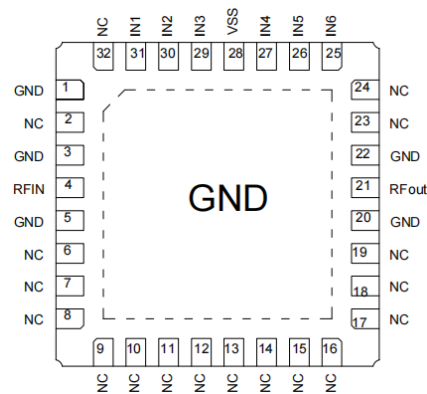 NC IN1 IN2 IN3 VSS IN4 IN5 IN6
32 31 30 29 28 27 26 25
GND 1 24 NC
NC 2 23 NC
GND 3 22 GND
RFIN 4 21 RFout
GND 5 20 GND
NC 6 19 NC
NC 7 18 NC
NC 8 17 NC
GND
9 10 11 12 13 14 15 16
NC NC NC NC NC NC NC NC